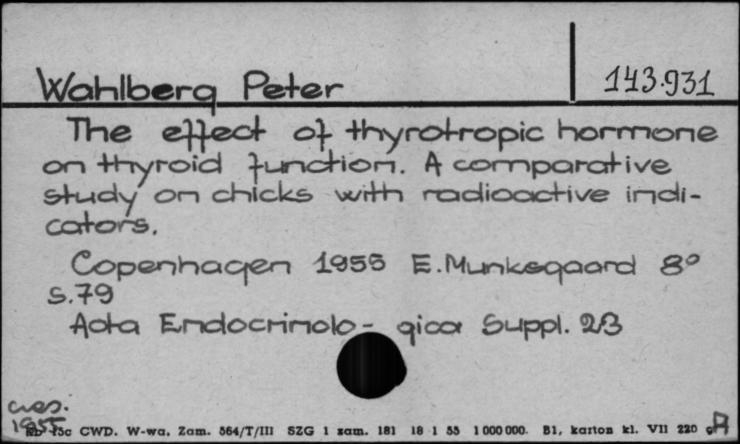 Wahlberg Peter 143.931
The effect of thyrotropic hormone
on thyroid function. A comparative
study on chicks with radioactive indi-
cators.
Copenhagen 1955 E. Munksgaard 8°
S.79
Acta Endocrinolo- gica Suppl. 23
1955
15c CWD. W-wa. Zam. 564/T/III SZG 1 zam. 181 18 1 55 1 000 000. B1, karton kl. VII 220 g